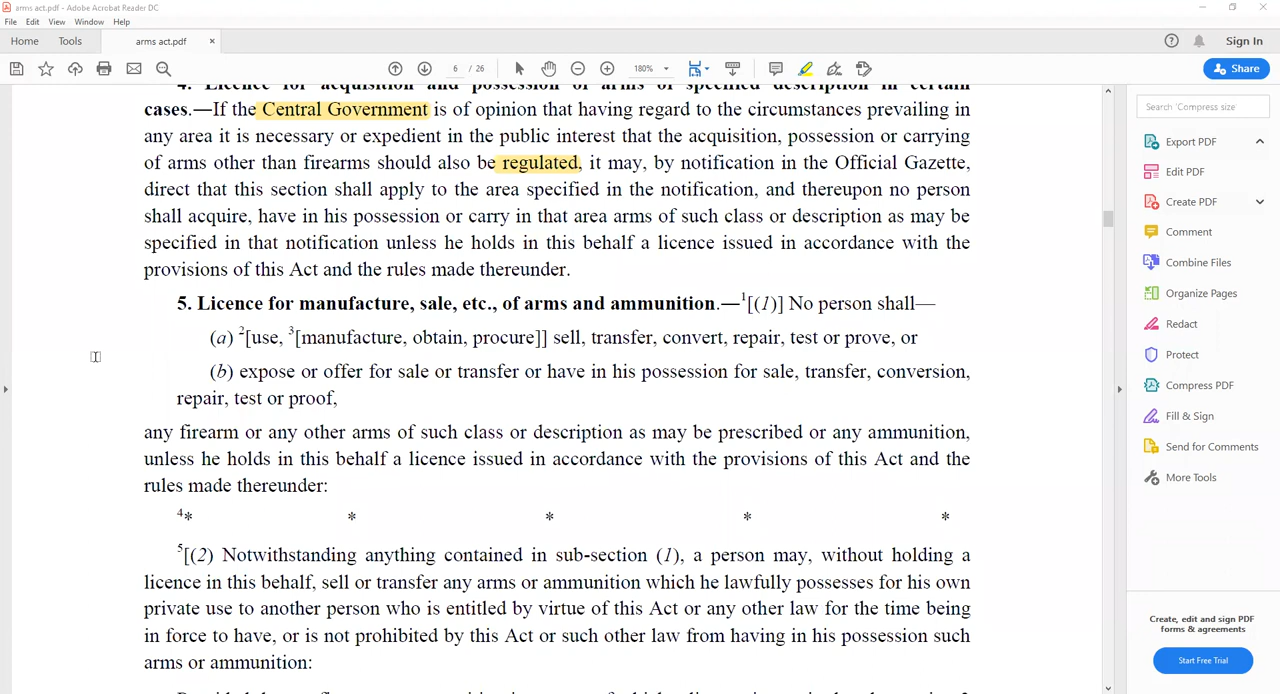 arms act.pdf - Adobe Acrobat Reader DC
File Edit View Window Help
Home Tools arms act.pdf × Sign In
6 / 26 180% Share
4. Licence for acquisition and possession of arms of specified description in certain
cases.—If the Central Government is of opinion that having regard to the circumstances prevailing in
any area it is necessary or expedient in the public interest that the acquisition, possession or carrying
of arms other than firearms should also be regulated, it may, by notification in the Official Gazette,
direct that this section shall apply to the area specified in the notification, and thereupon no person
shall acquire, have in his possession or carry in that area arms of such class or description as may be
specified in that notification unless he holds in this behalf a licence issued in accordance with the
provisions of this Act and the rules made thereunder.
5. Licence for manufacture, sale, etc., of arms and ammunition.—1[(1)] No person shall—
(a) 2[use, 3[manufacture, obtain, procure]] sell, transfer, convert, repair, test or prove, or
(b) expose or offer for sale or transfer or have in his possession for sale, transfer, conversion,
repair, test or proof,
any firearm or any other arms of such class or description as may be prescribed or any ammunition,
unless he holds in this behalf a licence issued in accordance with the provisions of this Act and the
rules made thereunder:
4* * * * *
5[(2) Notwithstanding anything contained in sub-section (1), a person may, without holding a
licence in this behalf, sell or transfer any arms or ammunition which he lawfully possesses for his own
private use to another person who is entitled by virtue of this Act or any other law for the time being
in force to have, or is not prohibited by this Act or such other law from having in his possession such
arms or ammunition:
Search 'Compress size'
Export PDF
Edit PDF
Create PDF
Comment
Combine Files
Organize Pages
Redact
Protect
Compress PDF
Fill & Sign
Send for Comments
More Tools
Create, edit and sign PDF
forms & agreements
Start Free Trial